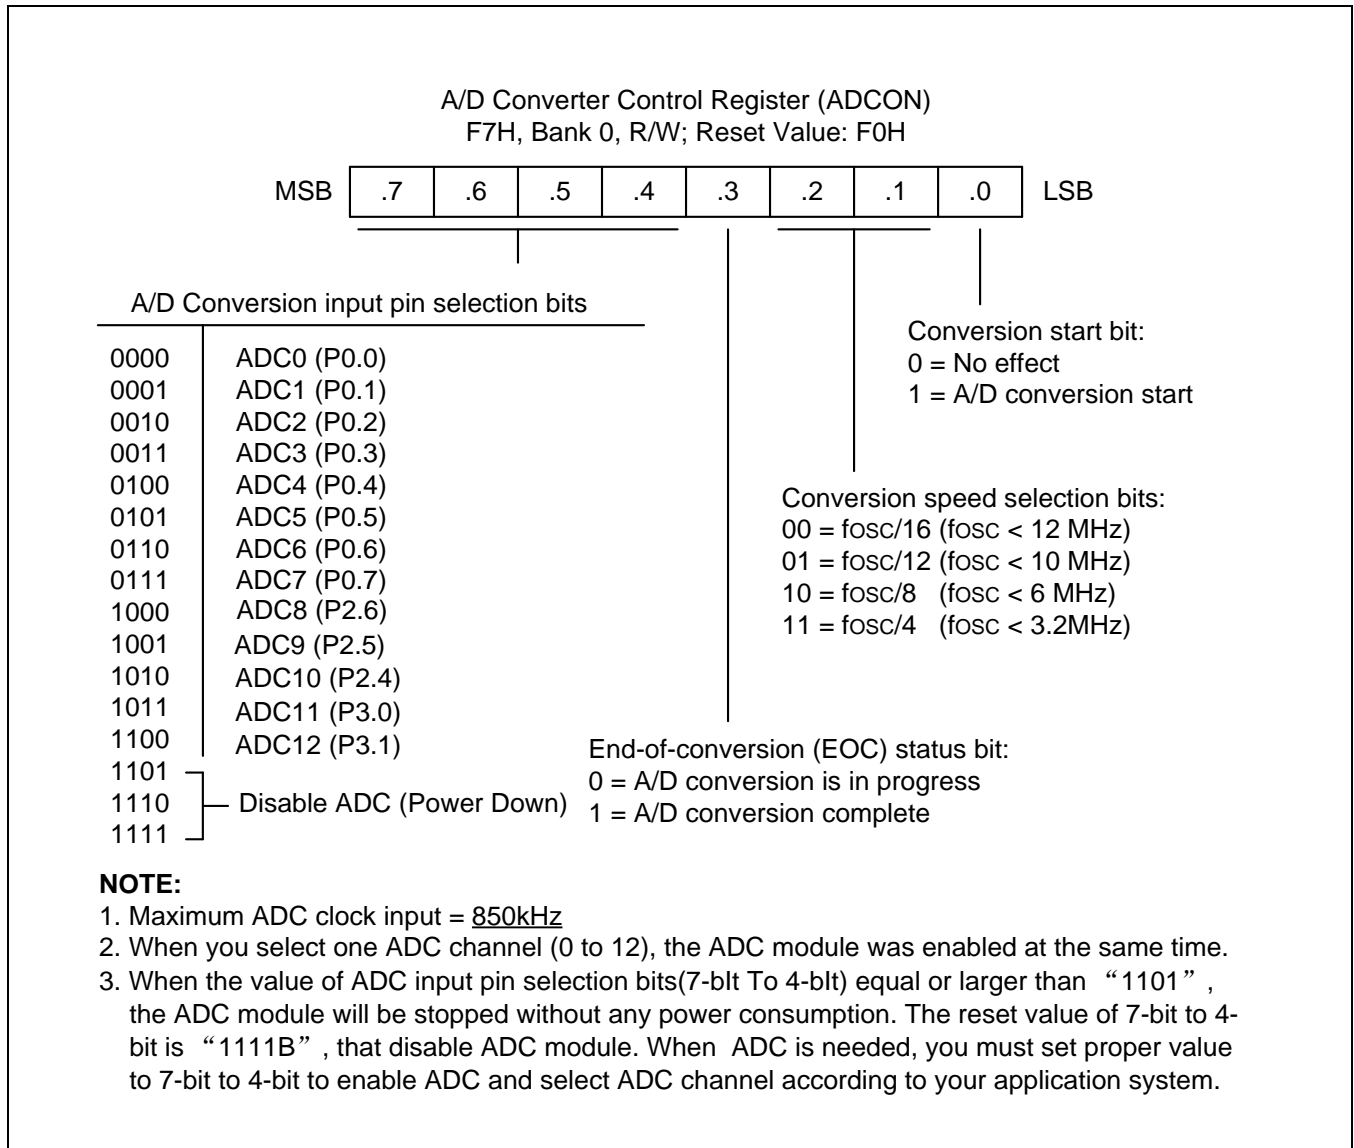 A/D Converter Control Register (ADCON)
F7H, Bank 0, R/W; Reset Value: F0H
MSB .7 .6 .5 .4 .3 .2 .1 .0 LSB
A/D Conversion input pin selection bits
0000 ADC0 (P0.0)
0001 ADC1 (P0.1)
0010 ADC2 (P0.2)
0011 ADC3 (P0.3)
0100 ADC4 (P0.4)
0101 ADC5 (P0.5)
0110 ADC6 (P0.6)
0111 ADC7 (P0.7)
1000 ADC8 (P2.6)
1001 ADC9 (P2.5)
1010 ADC10 (P2.4)
1011 ADC11 (P3.0)
1100 ADC12 (P3.1)
1101
1110 Disable ADC (Power Down)
1111
Conversion start bit:
0 = No effect
1 = A/D conversion start
Conversion speed selection bits:
00 = fosc/16 (fosc < 12 MHz)
01 = fosc/12 (fosc < 10 MHz)
10 = fosc/8 (fosc < 6 MHz)
11 = fosc/4 (fosc < 3.2MHz)
End-of-conversion (EOC) status bit:
0 = A/D conversion is in progress
1 = A/D conversion complete
NOTE:
1. Maximum ADC clock input = 850kHz
2. When you select one ADC channel (0 to 12), the ADC module was enabled at the same time.
3. When the value of ADC input pin selection bits(7-bIt To 4-bIt) equal or larger than “1101”,
the ADC module will be stopped without any power consumption. The reset value of 7-bit to 4-
bit is “1111B”, that disable ADC module. When ADC is needed, you must set proper value
to 7-bit to 4-bit to enable ADC and select ADC channel according to your application system.